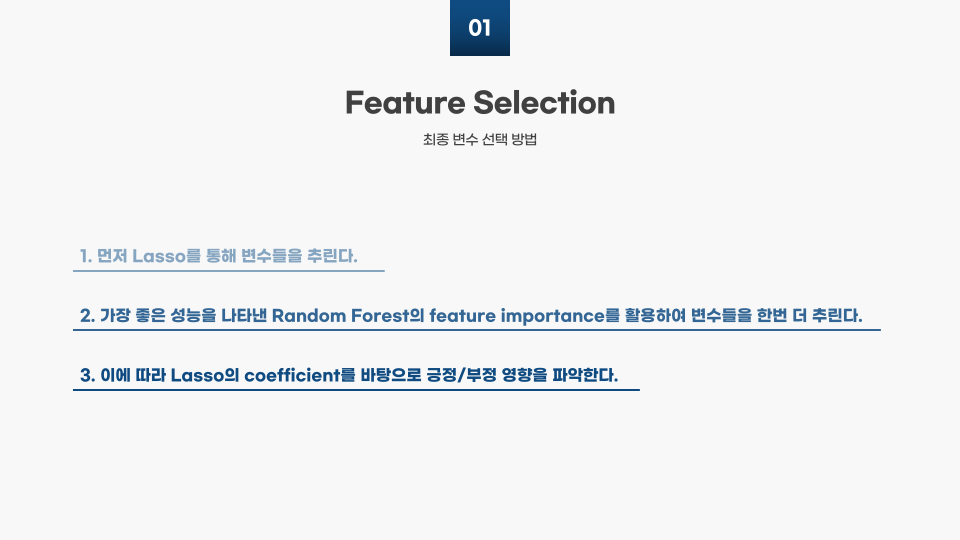 01
Feature Selection
최종 변수 선택 방법
1. 먼저 Lasso를 통해 변수들을 추린다.
2. 가장 좋은 성능을 나타낸 Random Forest의 feature importance를 활용하여 변수들을 한번 더 추린다.
3. 이에 따라 Lasso의 coefficient를 바탕으로 긍정/부정 영향을 파악한다.